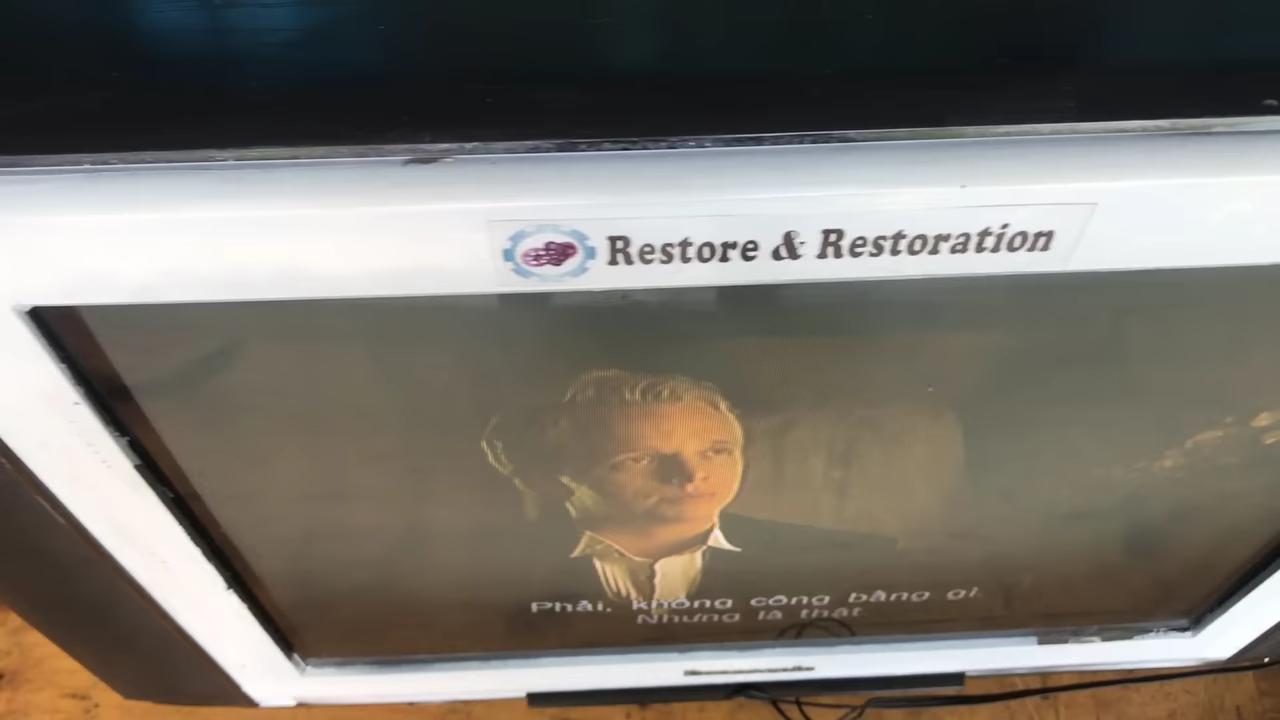 Restore & Restoration
Phải, không công bằng gì.
Nhưng là thật